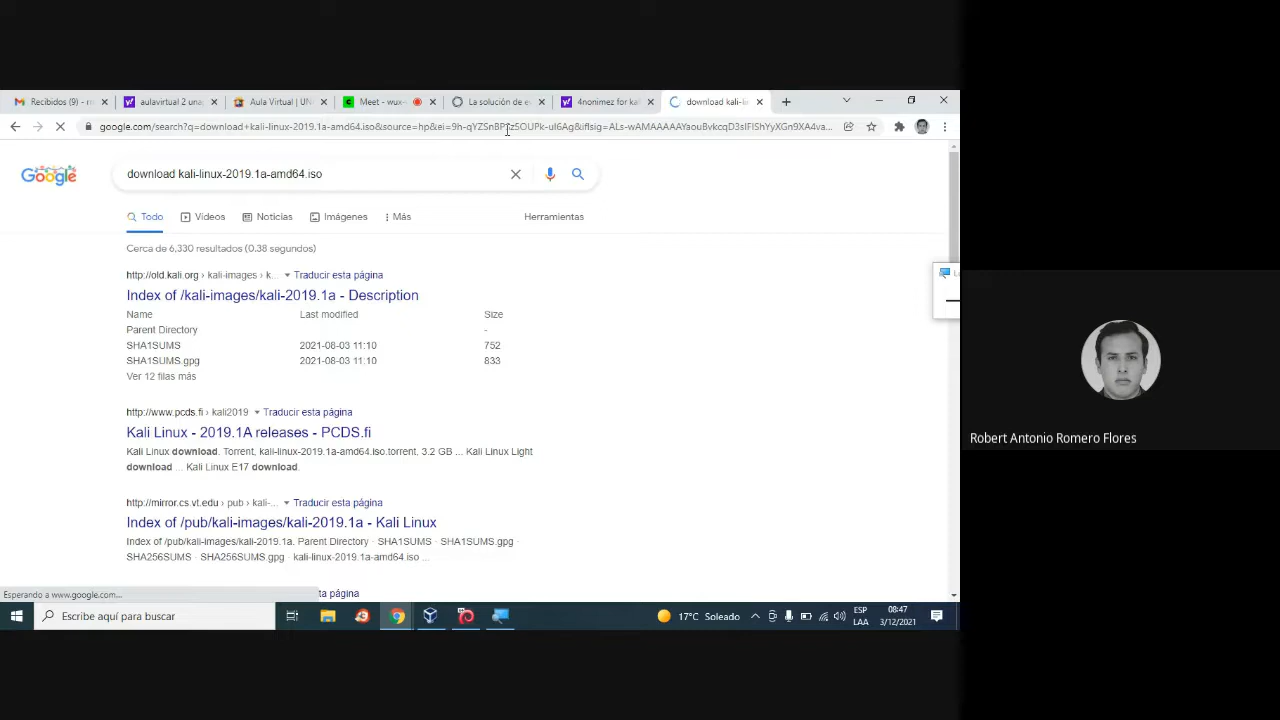 Recibidos (9) - m
aulavirtual 2 una
Aula Virtual | UN
Meet - wux-
La solución de e
4nonimez for kal
download kali-li
google.com/search?q=download+kali-linux-2019.1a-amd64.iso&source=hp&ei=
Google
download kali-linux-2019.1a-amd64.iso
Todo
Vídeos
Noticias
Imágenes
Más
Herramientas
Cerca de 6,330 resultados (0.38 segundos)
http://old.kali.org › kali-images › k... Traducir esta página
Index of /kali-images/kali-2019.1a - Description
Name Last modified Size
Parent Directory -
SHA1SUMS 2021-08-03 11:10 752
SHA1SUMS.gpg 2021-08-03 11:10 833
Ver 12 filas más
http://www.pcds.fi › kali2019 Traducir esta página
Kali Linux - 2019.1A releases - PCDS.fi
Kali Linux download. Torrent, kali-linux-2019.1a-amd64.iso.torrent, 3.2 GB ... Kali Linux Light
download ... Kali Linux E17 download.
http://mirror.cs.vt.edu › pub › kali-... Traducir esta página
Index of /pub/kali-images/kali-2019.1a - Kali Linux
Index of /pub/kali-images/kali-2019.1a. Parent Directory · SHA1SUMS · SHA1SUMS.gpg ·
SHA256SUMS · SHA256SUMS.gpg · kali-linux-2019.1a-amd64.iso ...
Esperando a www.google.com...
ta página
Escribe aquí para buscar
17°C Soleado
ESP
LAA
08:47
3/12/2021
Robert Antonio Romero Flores